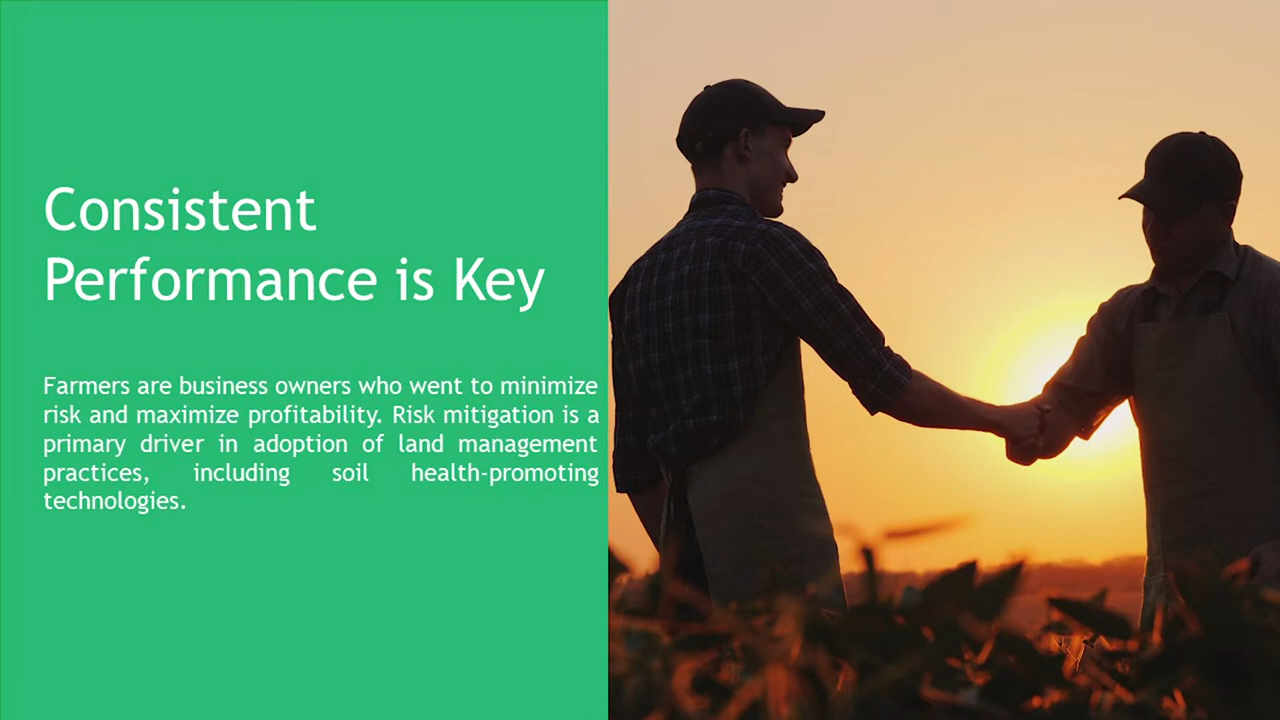 Consistent
Performance is Key
Farmers are business owners who went to minimize
risk and maximize profitability. Risk mitigation is a
primary driver in adoption of land management
practices, including soil health-promoting
technologies.